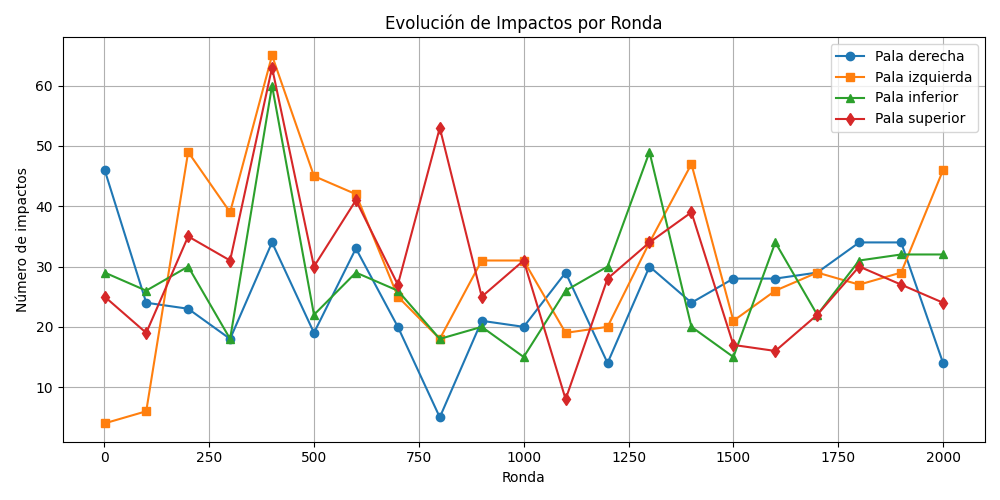 Evolución de Impactos por Ronda
Pala derecha
Pala izquierda
Pala inferior
Pala superior
Número de impactos
60
50
40
30
20
10
0 250 500 750 1000 1250 1500 1750 2000
Ronda